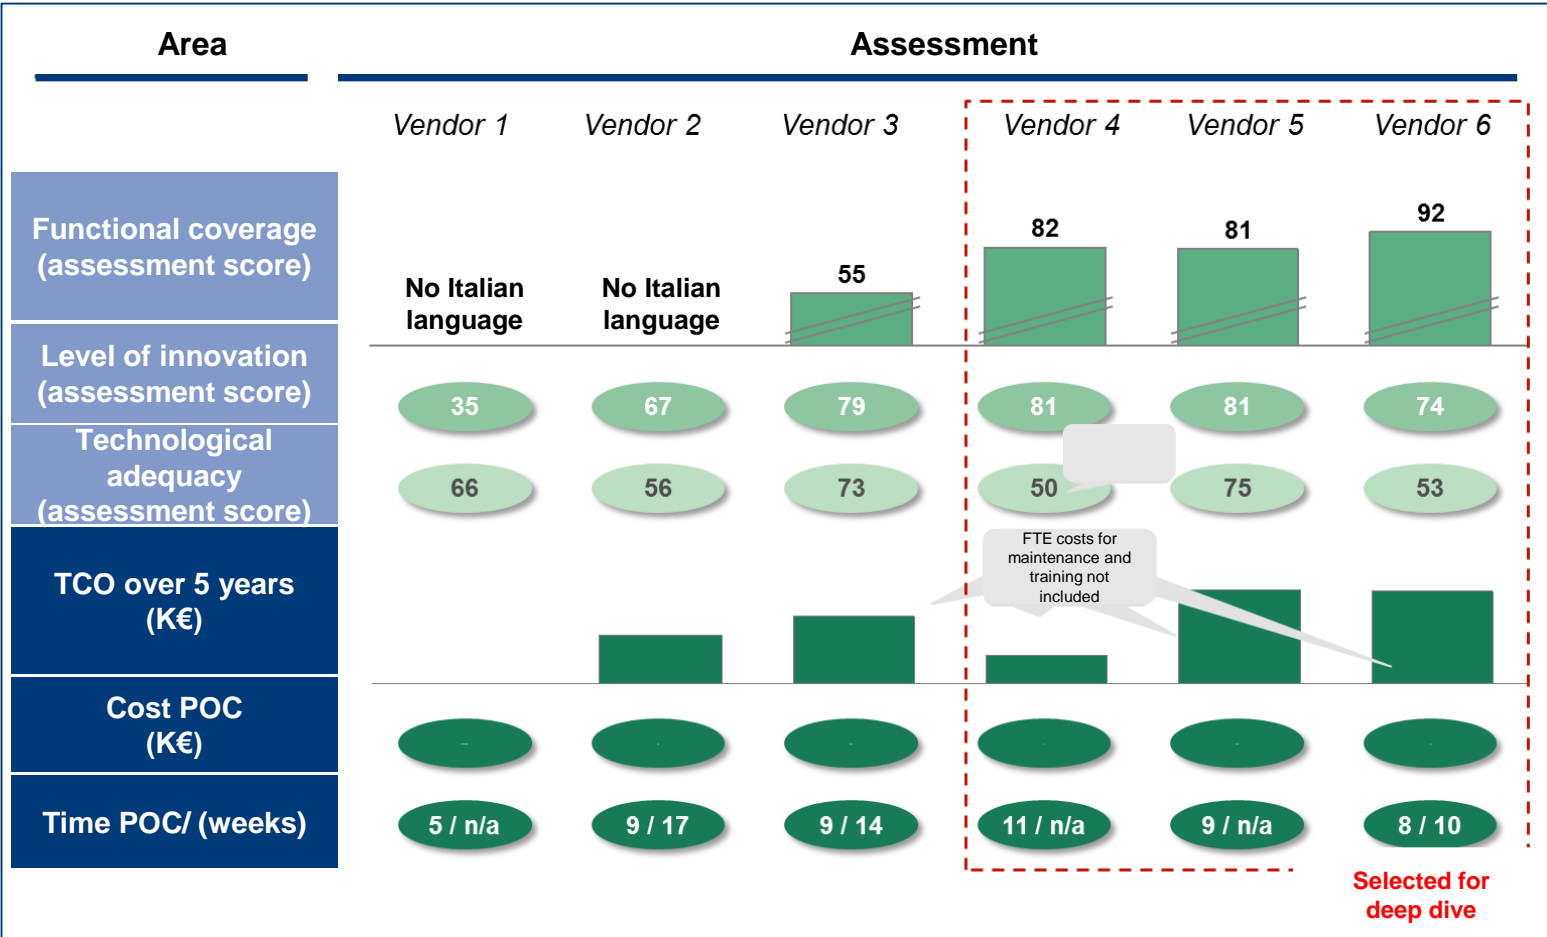 Area
Assessment
Vendor 1
Vendor 2
Vendor 3
Vendor 4
Vendor 5
Vendor 6
Functional coverage
(assessment score)
No Italian
language
No Italian
language
55
82
81
92
Level of innovation
(assessment score)
35
67
79
81
81
74
Technological
adequacy
(assessment score)
66
56
73
50
75
53
TCO over 5 years
(K€)
FTE costs for
maintenance and
training not
included
Cost POC
(K€)
Time POC/ (weeks)
5 / n/a
9 / 17
9 / 14
11 / n/a
9 / n/a
8 / 10
Selected for
deep dive